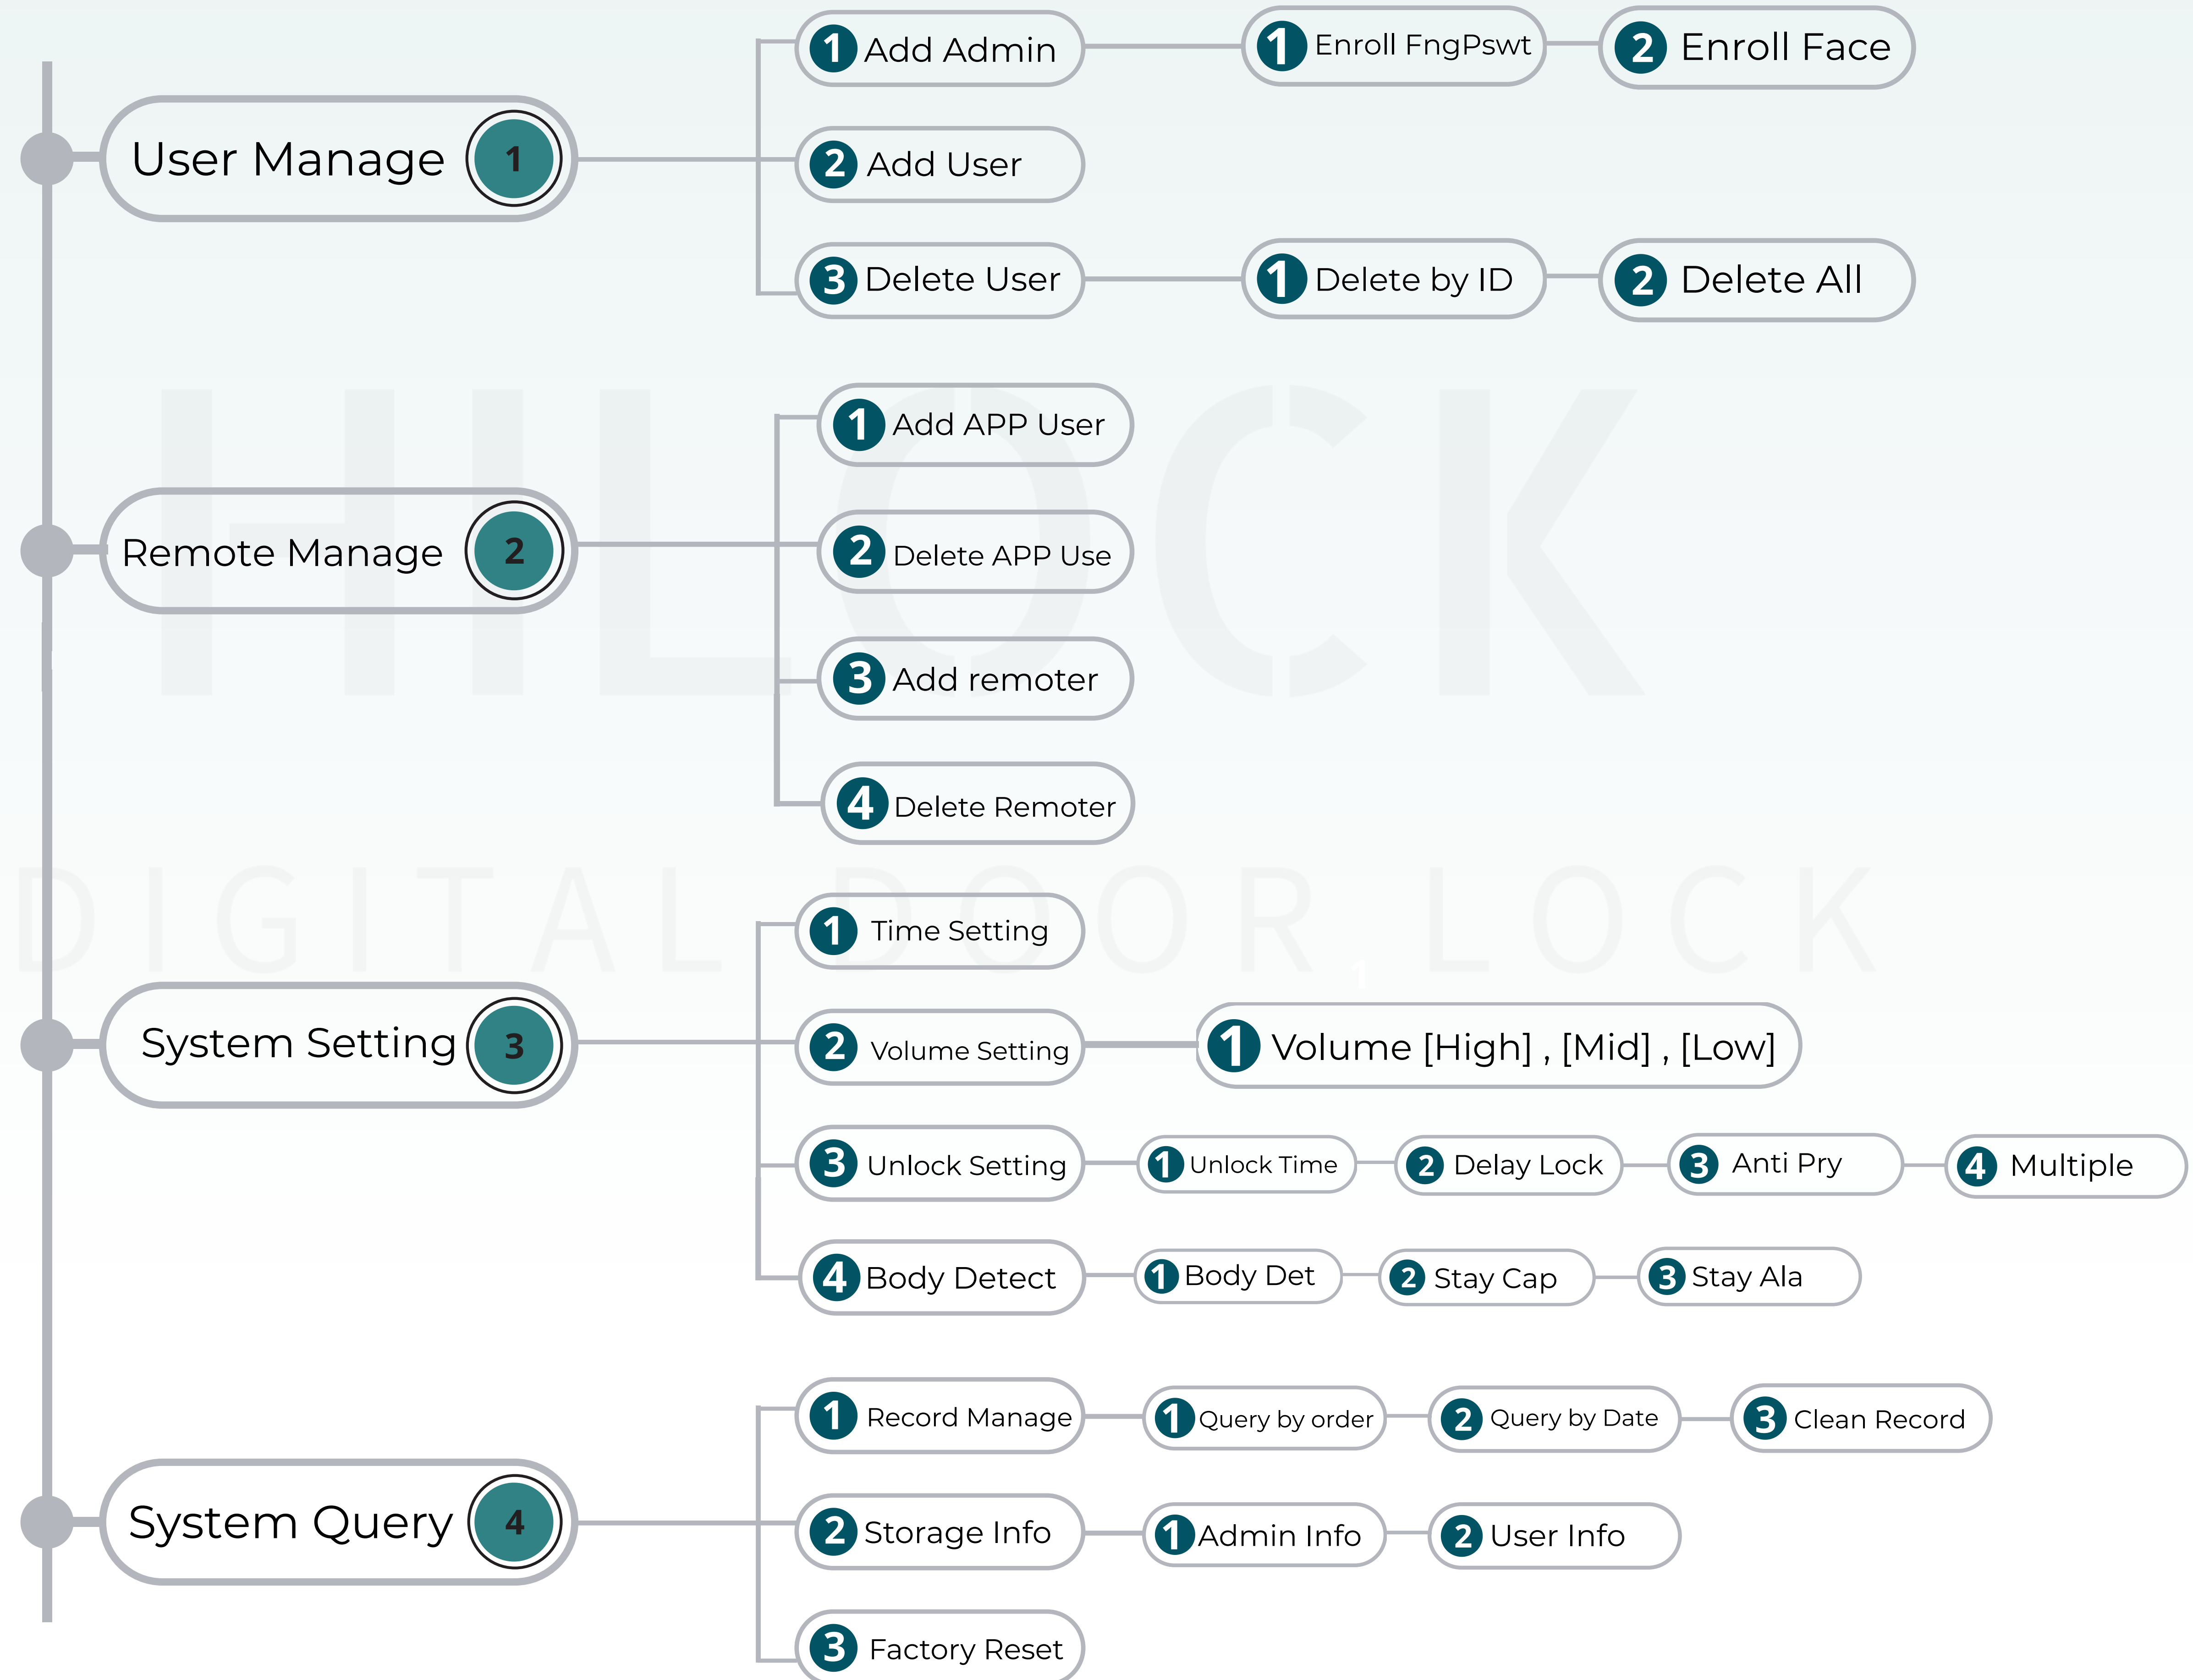 1 Add Admin
1 Enroll FngPswt
2 Enroll Face
User Manage 1
2 Add User
3 Delete User
1 Delete by ID
2 Delete All
HILOCK
1 Add APP User
Remote Manage 2
2 Delete APP Use
3 Add remoter
4 Delete Remoter
DIGITAL DOOR LOCK
1 Time Setting
1
System Setting 3
2 Volume Setting
1 Volume [High] , [Mid] , [Low]
3 Unlock Setting
1 Unlock Time
2 Delay Lock
3 Anti Pry
4 Multiple
4 Body Detect
1 Body Det
2 Stay Cap
3 Stay Ala
1 Record Manage
1 Query by order
2 Query by Date
3 Clean Record
System Query 4
2 Storage Info
1 Admin Info
2 User Info
3 Factory Reset